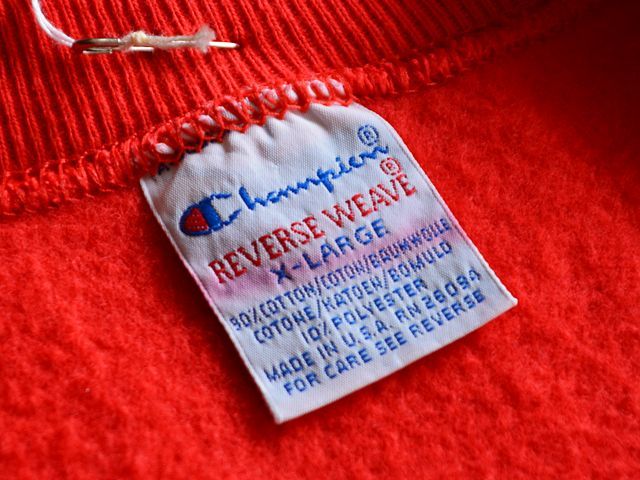 Champion®
REVERSE WEAVE®
X-LARGE
90% COTTON/COTON/BAUMWOLLE
COTONE/KATOEN/BOMULD
10% POLYESTER
MADE IN U.S.A. RN 26094
FOR CARE SEE REVERSE